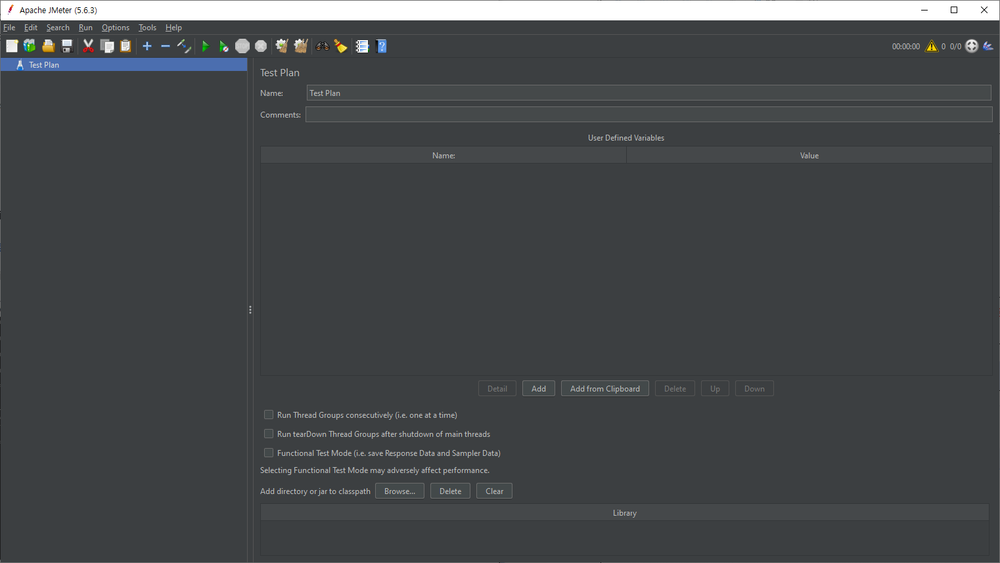 Apache JMeter (5.6.3)
File Edit Search Run Options Tools Help
STOP 00:00:00 0 0/0
Test Plan
Test Plan
Name: Test Plan
Comments:
User Defined Variables
Name: Value
Detail Add Add from Clipboard Delete Up Down
Run Thread Groups consecutively (i.e. one at a time)
Run tearDown Thread Groups after shutdown of main threads
Functional Test Mode (i.e. save Response Data and Sampler Data)
Selecting Functional Test Mode may adversely affect performance.
Add directory or jar to classpath Browse... Delete Clear
Library